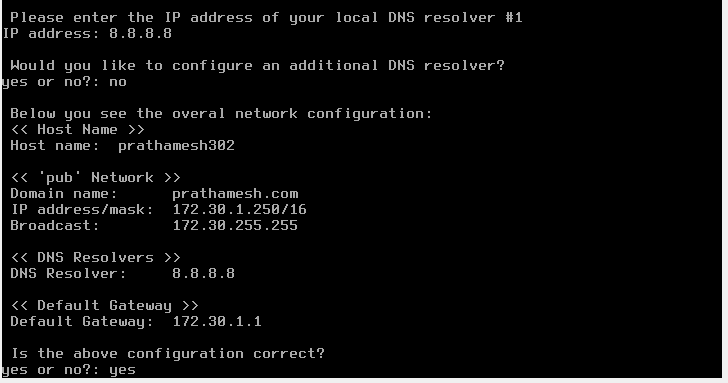 Please enter the IP address of your local DNS resolver #1
IP address: 8.8.8.8
Would you like to configure an additional DNS resolver?
yes or no?: no
Below you see the overal network configuration:
<< Host Name >>
Host name: prathamesh302
<< 'pub' Network >>
Domain name: prathamesh.com
IP address/mask: 172.30.1.250/16
Broadcast: 172.30.255.255
<< DNS Resolvers >>
DNS Resolver: 8.8.8.8
<< Default Gateway >>
Default Gateway: 172.30.1.1
Is the above configuration correct?
yes or no?: yes